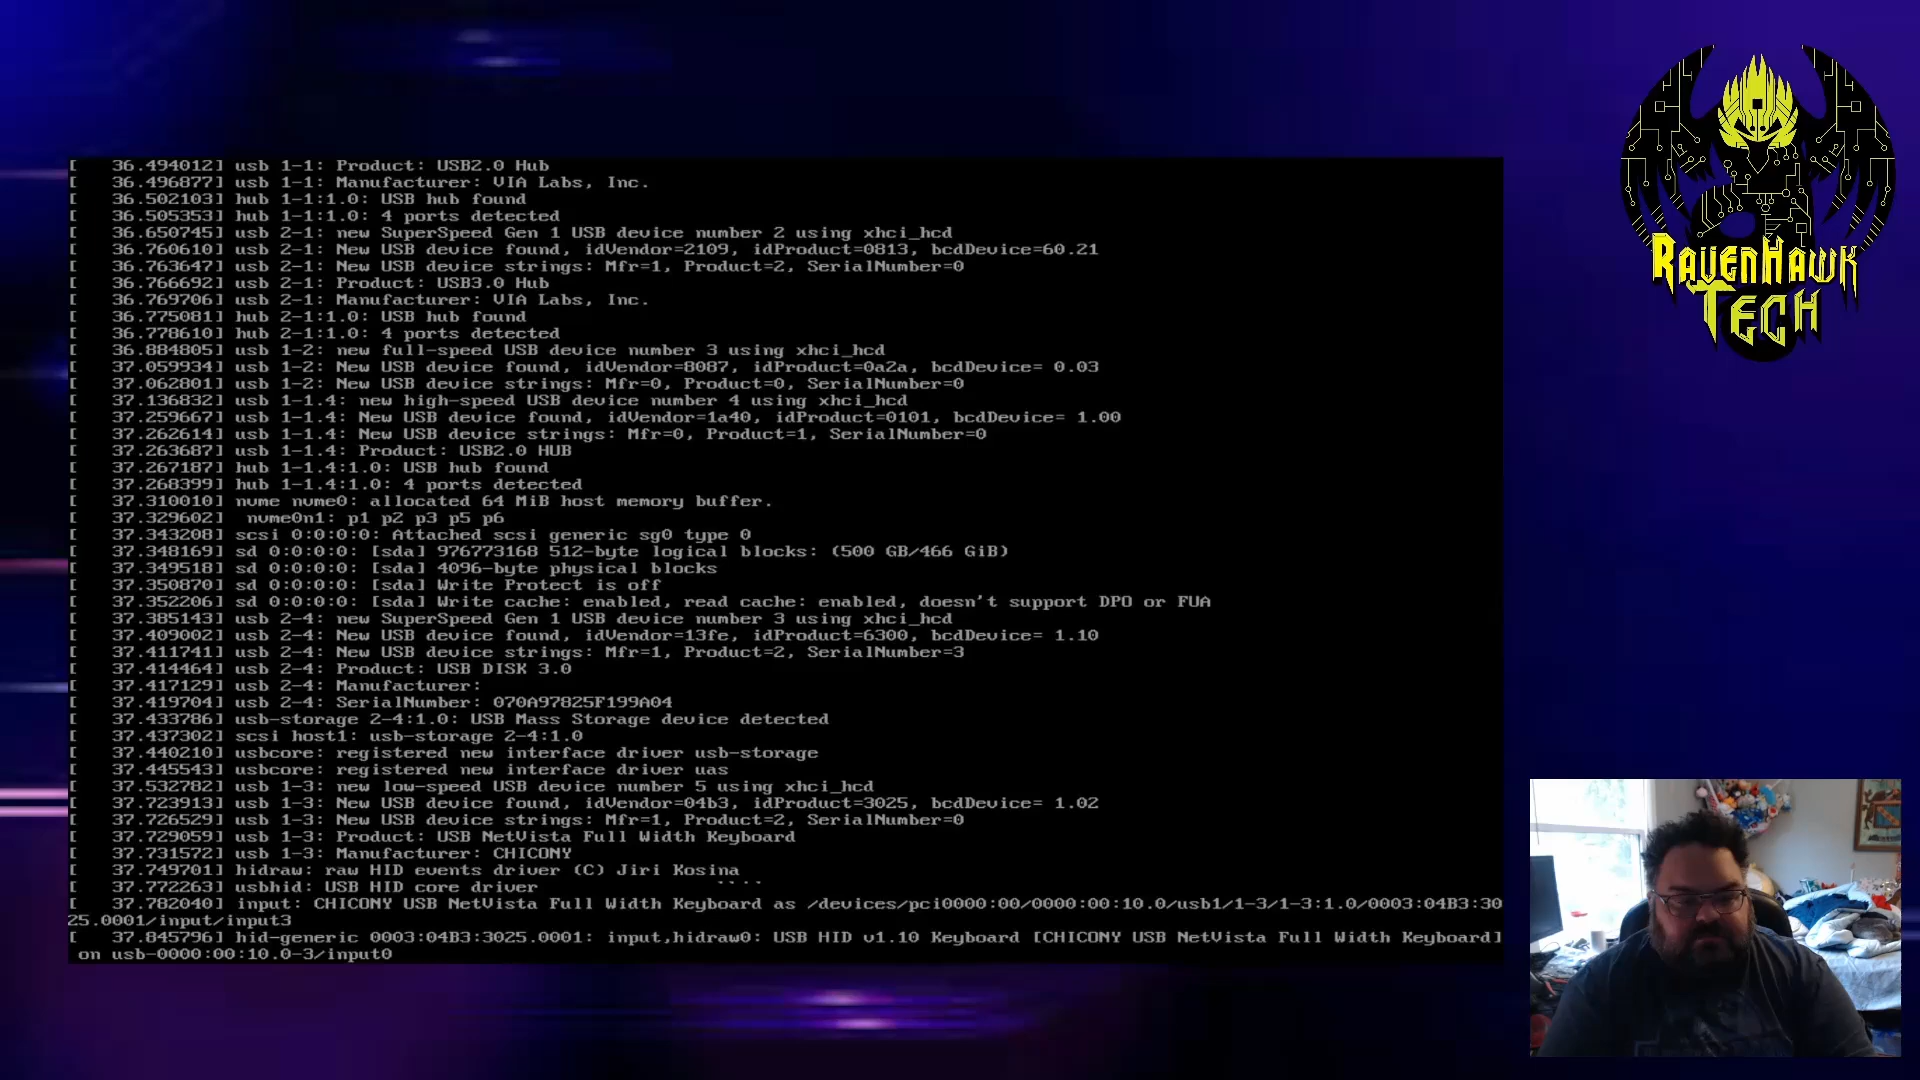 [   36.494012] usb 1-1: Product: USB2.0 Hub
[   36.496877] usb 1-1: Manufacturer: VIA Labs, Inc.
[   36.502103] hub 1-1:1.0: USB hub found
[   36.505353] hub 1-1:1.0: 4 ports detected
[   36.650745] usb 2-1: new SuperSpeed Gen 1 USB device number 2 using xhci_hcd
[   36.760610] usb 2-1: New USB device found, idVendor=2109, idProduct=0813, bcdDevice=60.21
[   36.763647] usb 2-1: New USB device strings: Mfr=1, Product=2, SerialNumber=0
[   36.766692] usb 2-1: Product: USB3.0 Hub
[   36.769706] usb 2-1: Manufacturer: VIA Labs, Inc.
[   36.775081] hub 2-1:1.0: USB hub found
[   36.778610] hub 2-1:1.0: 4 ports detected
[   36.884805] usb 1-2: new full-speed USB device number 3 using xhci_hcd
[   37.059934] usb 1-2: New USB device found, idVendor=8087, idProduct=0a2a, bcdDevice= 0.03
[   37.062801] usb 1-2: New USB device strings: Mfr=0, Product=0, SerialNumber=0
[   37.136832] usb 1-1.4: new high-speed USB device number 4 using xhci_hcd
[   37.259667] usb 1-1.4: New USB device found, idVendor=1a40, idProduct=0101, bcdDevice= 1.00
[   37.262614] usb 1-1.4: New USB device strings: Mfr=0, Product=1, SerialNumber=0
[   37.263687] usb 1-1.4: Product: USB2.0 HUB
[   37.267187] hub 1-1.4:1.0: USB hub found
[   37.268399] hub 1-1.4:1.0: 4 ports detected
[   37.310010] nvme nvme0: allocated 64 MiB host memory buffer.
[   37.329602]  nvme0n1: p1 p2 p3 p5 p6
[   37.343208] scsi 0:0:0:0: Attached scsi generic sg0 type 0
[   37.348169] sd 0:0:0:0: [sda] 976773168 512-byte logical blocks: (500 GB/466 GiB)
[   37.349518] sd 0:0:0:0: [sda] 4096-byte physical blocks
[   37.350870] sd 0:0:0:0: [sda] Write Protect is off
[   37.352206] sd 0:0:0:0: [sda] Write cache: enabled, read cache: enabled, doesn't support DPO or FUA
[   37.385143] usb 2-4: new SuperSpeed Gen 1 USB device number 3 using xhci_hcd
[   37.409002] usb 2-4: New USB device found, idVendor=13fe, idProduct=6300, bcdDevice= 1.10
[   37.411741] usb 2-4: New USB device strings: Mfr=1, Product=2, SerialNumber=3
[   37.414464] usb 2-4: Product: USB DISK 3.0
[   37.417129] usb 2-4: Manufacturer:
[   37.419704] usb 2-4: SerialNumber: 070A97825F199A04
[   37.433786] usb-storage 2-4:1.0: USB Mass Storage device detected
[   37.437302] scsi host1: usb-storage 2-4:1.0
[   37.440210] usbcore: registered new interface driver usb-storage
[   37.445543] usbcore: registered new interface driver uas
[   37.532782] usb 1-3: new low-speed USB device number 5 using xhci_hcd
[   37.723913] usb 1-3: New USB device found, idVendor=04b3, idProduct=3025, bcdDevice= 1.02
[   37.726529] usb 1-3: New USB device strings: Mfr=1, Product=2, SerialNumber=0
[   37.729059] usb 1-3: Product: USB NetVista Full Width Keyboard
[   37.731572] usb 1-3: Manufacturer: CHICONY
[   37.749701] hidraw: raw HID events driver (C) Jiri Kosina
[   37.772263] usbhid: USB HID core driver
[   37.782040] input: CHICONY USB NetVista Full Width Keyboard as /devices/pci0000:00/0000:00:10.0/usb1/1-3/1-3:1.0/0003:04B3:30
25.0001/input/input3
[   37.845796] hid-generic 0003:04B3:3025.0001: input,hidraw0: USB HID v1.10 Keyboard [CHICONY USB NetVista Full Width Keyboard]
on usb-0000:00:10.0-3/input0
RAVENHAWK
TECH